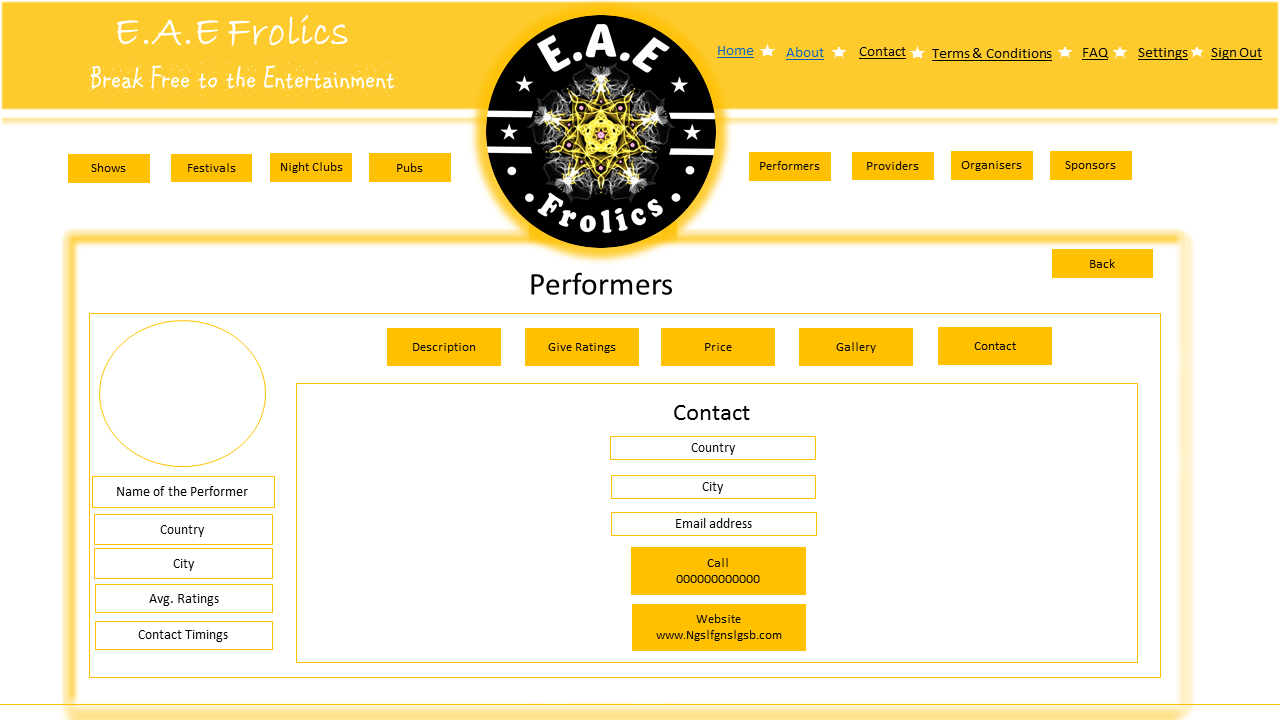 E.A.E Frolics
Break Free to the Entertainment
E.A.E
Frolics
Home
About
Contact
Terms & Conditions
FAQ
Settings
Sign Out
Shows
Festivals
Night Clubs
Pubs
Performers
Providers
Organisers
Sponsors
Back
Performers
Description
Give Ratings
Price
Gallery
Contact
Name of the Performer
Country
City
Avg. Ratings
Contact Timings
Contact
Country
City
Email address
Call
000000000000
Website
www.Ngslfgnslgsb.com